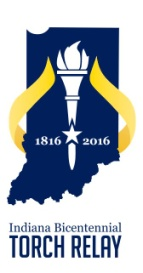 1816 2016
Indiana Bicentennial
TORCH RELAY